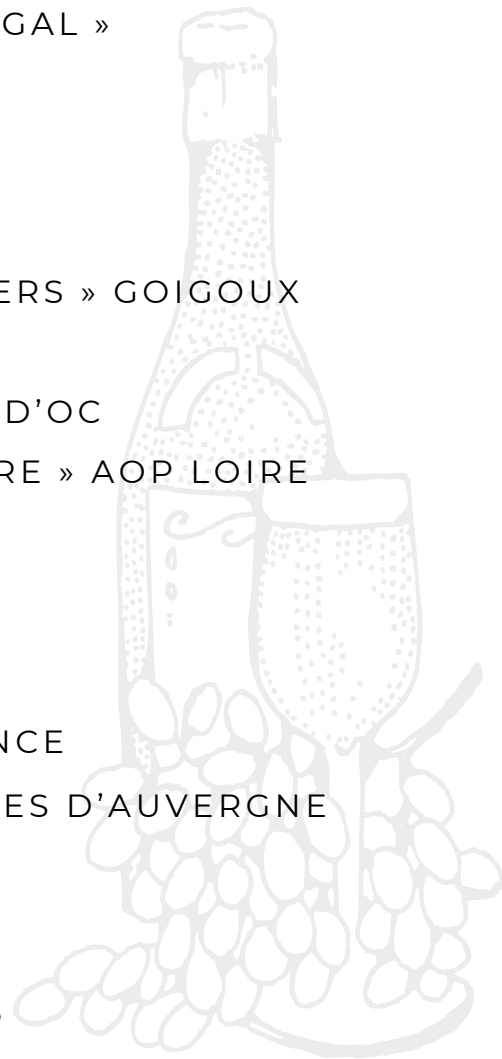 GAL »
ERS » GOIGOUX
D’OC
RE » AOP LOIRE
NCE
ES D’AUVERGNE